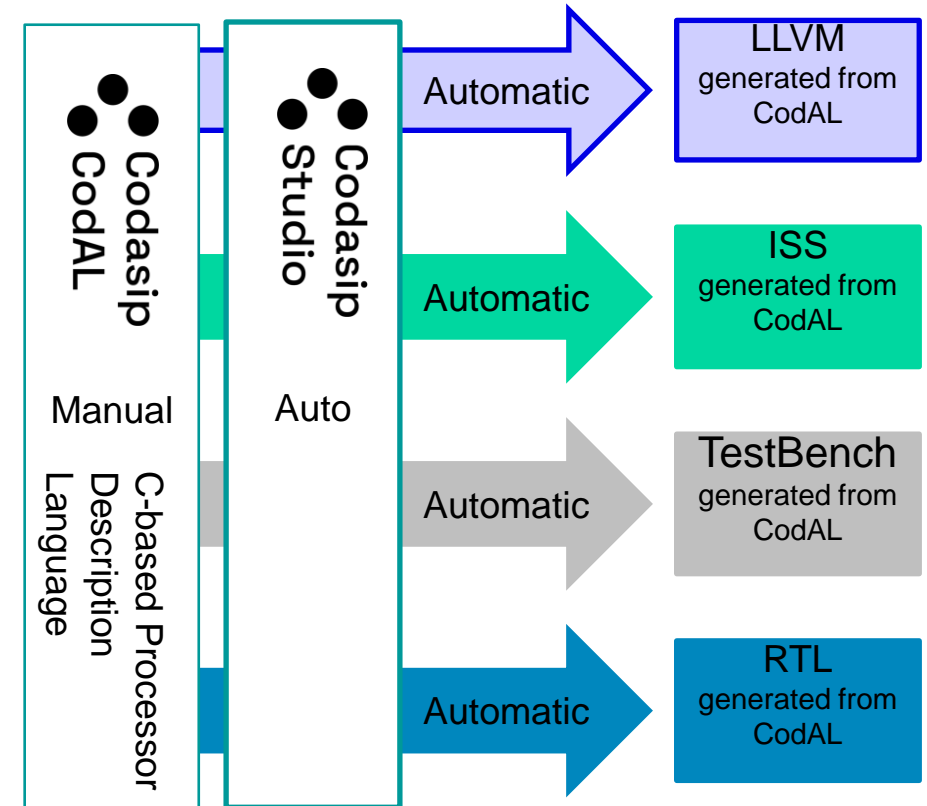 Codasip
CodAL
Manual
C-based Processor
Description
Language
Codasip
Studio
Auto
Automatic
LLVM
generated from
CodAL
Automatic
ISS
generated from
CodAL
Automatic
TestBench
generated from
CodAL
Automatic
RTL
generated from
CodAL